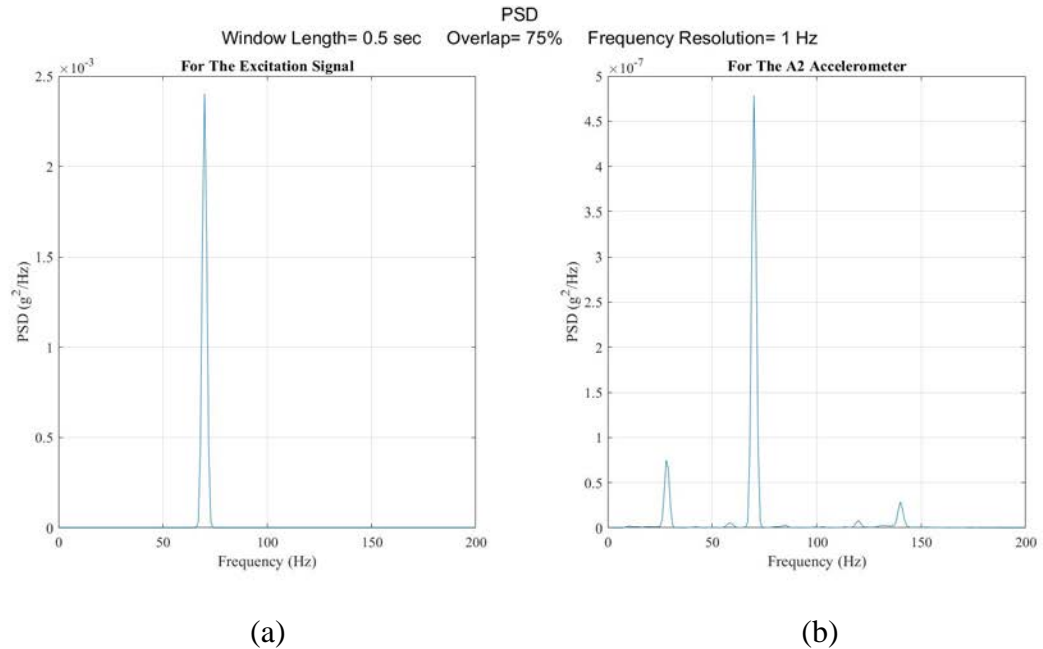 PSD
Window Length= 0.5 sec Overlap= 75% Frequency Resolution= 1 Hz
×10⁻³
For The Excitation Signal
2.5
2
1.5
1
0.5
0
PSD (g²/Hz)
0 50 100 150 200
Frequency (Hz)
×10⁻⁷
For The A2 Accelerometer
5
4.5
4
3.5
3
2.5
2
1.5
1
0.5
0
PSD (g²/Hz)
0 50 100 150 200
Frequency (Hz)
(a)
(b)